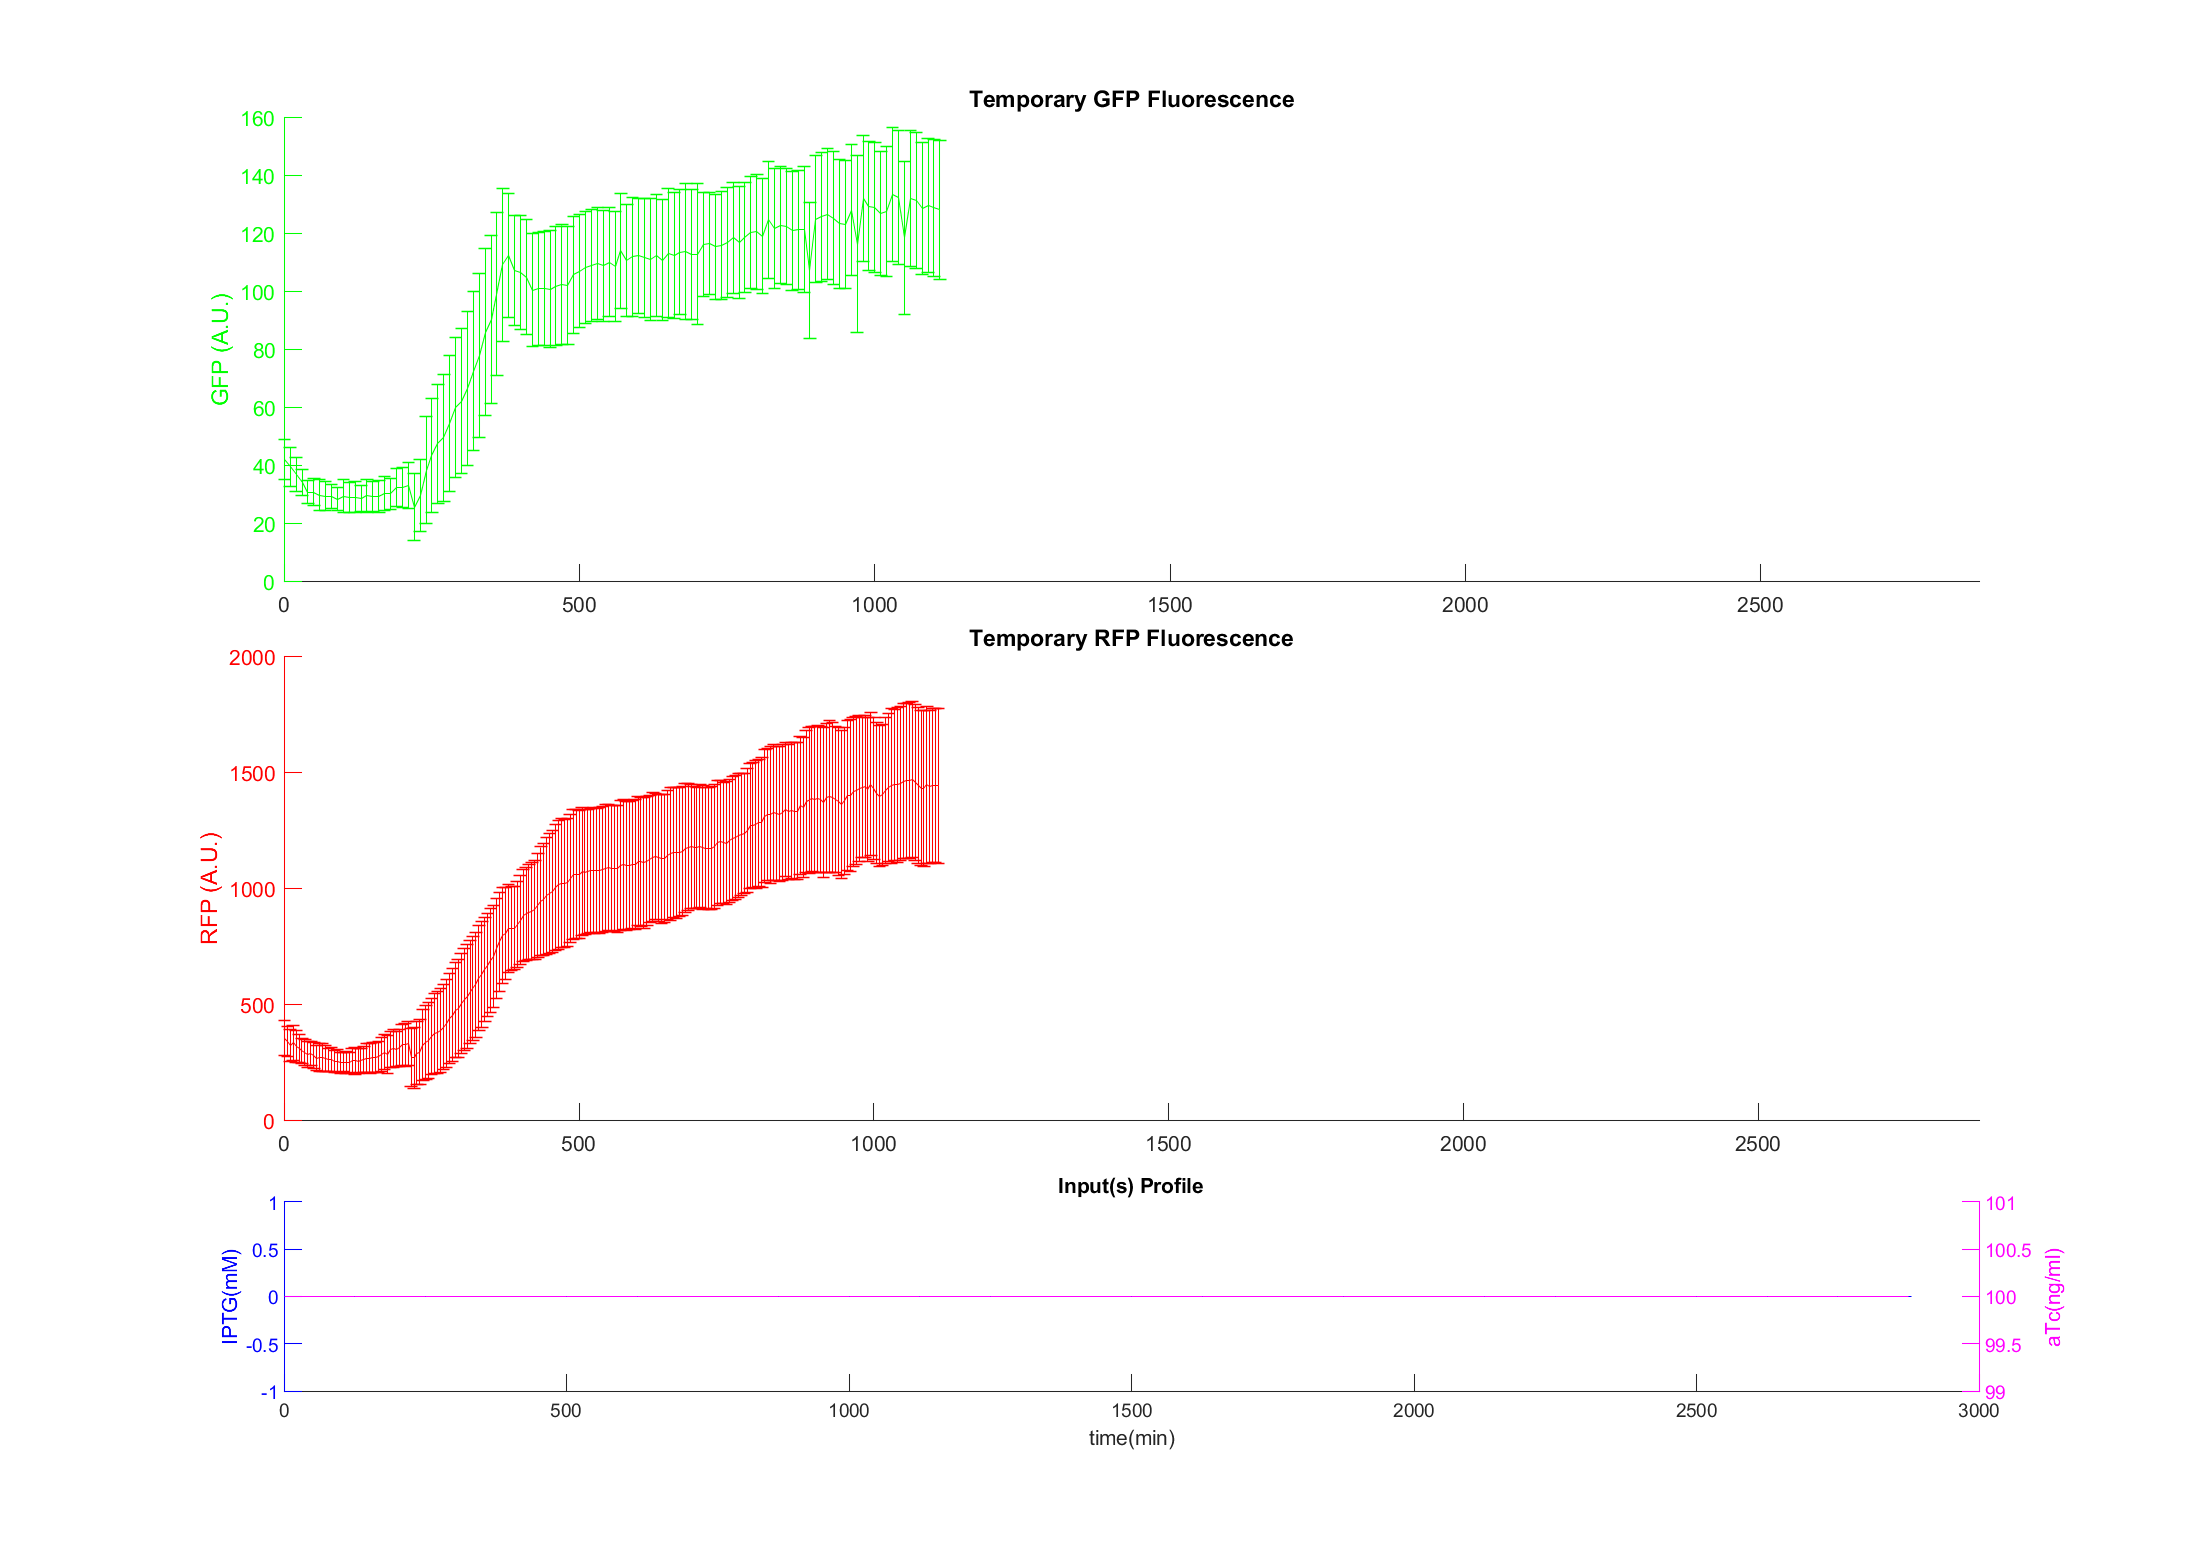 Temporary GFP Fluorescence
160
140
120
100
80
60
40
20
0
GFP (A.U.)
0 500 1000 1500 2000 2500
Temporary RFP Fluorescence
2000
1500
1000
500
0
RFP (A.U.)
0 500 1000 1500 2000 2500
Input(s) Profile
1
0.5
0
-0.5
-1
IPTG(mM)
101
100.5
100
99.5
99
aTc(ng/ml)
0 500 1000 1500 2000 2500 3000
time(min)